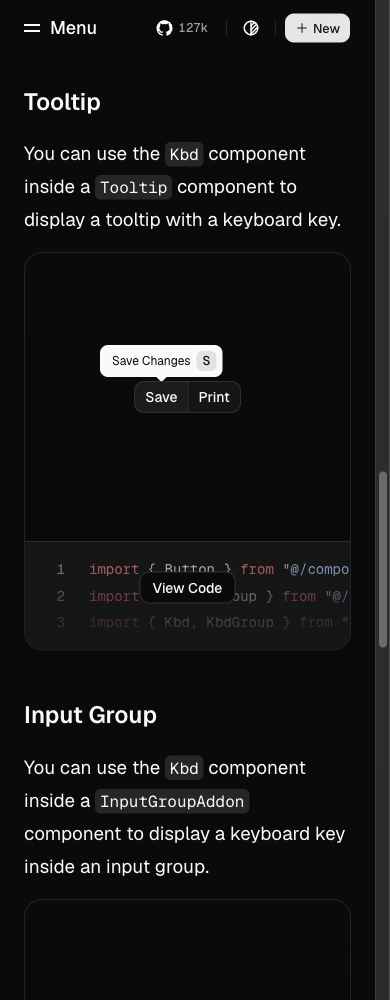 Menu
127k
New
Tooltip
You can use the Kbd component
inside a Tooltip component to
display a tooltip with a keyboard key.
Save Changes S
Save Print
1 import { Button } from "@/compo
View Code
2 import oup } from "@/
3 import { Kbd, KbdGroup } from "
Input Group
You can use the Kbd component
inside a InputGroupAddon
component to display a keyboard key
inside an input group.